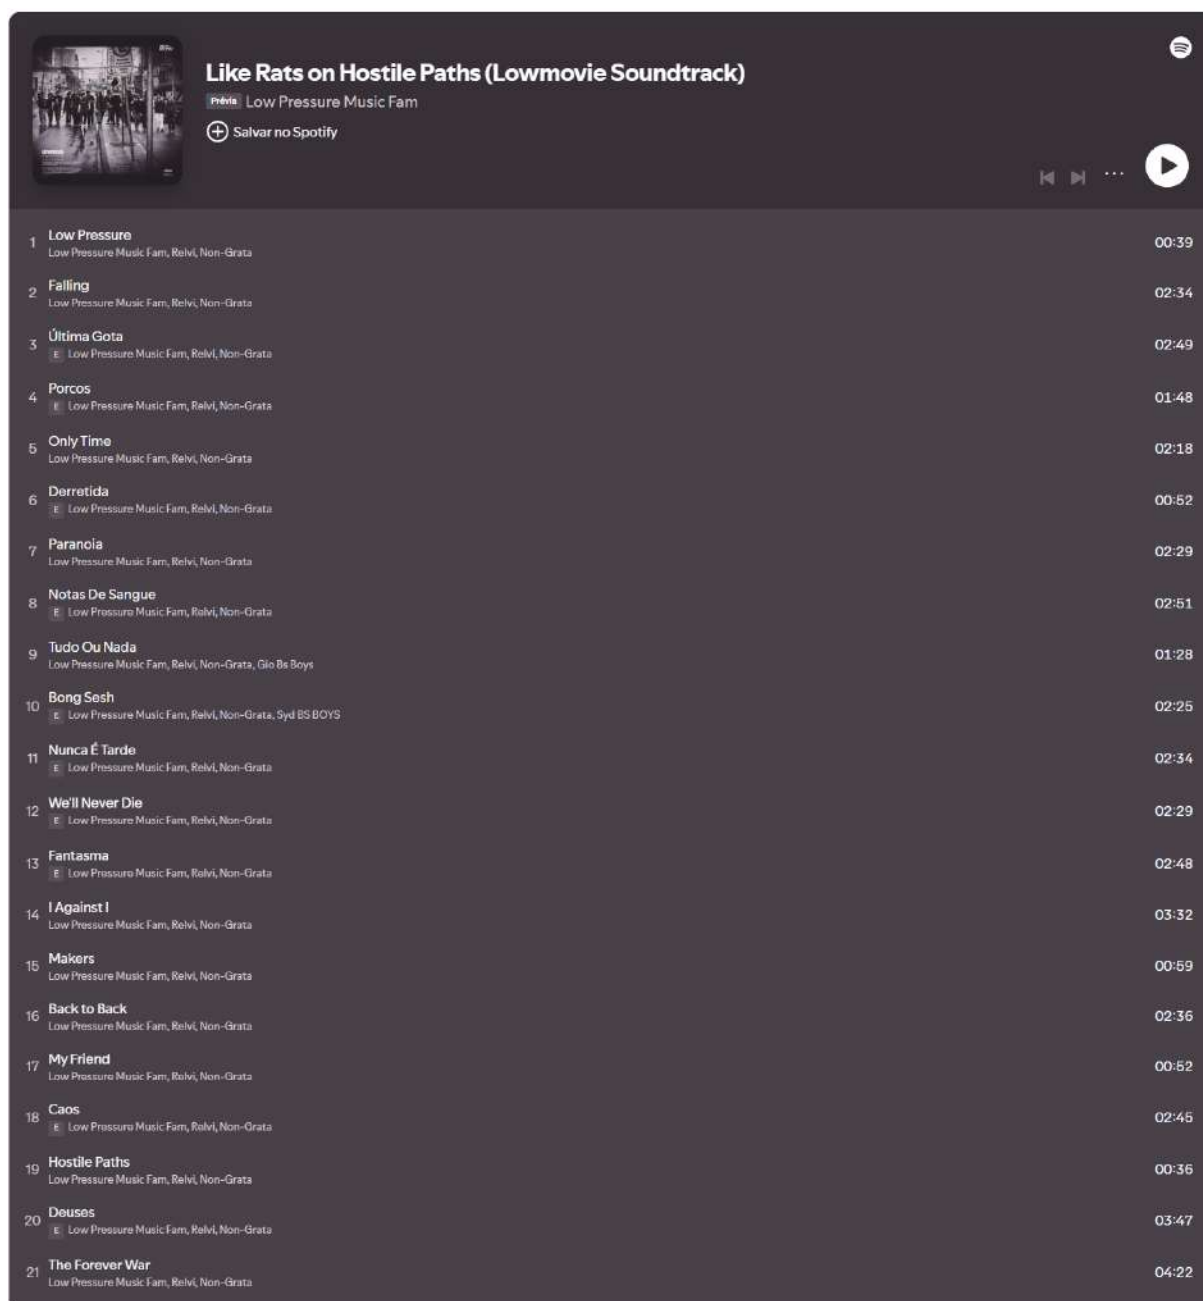 Like Rats on Hostile Paths (Lowmovie Soundtrack)
Prévia Low Pressure Music Fam
Salvar no Spotify
1 Low Pressure 00:39
Low Pressure Music Fam, Relvi, Non-Grata
2 Falling 02:34
Low Pressure Music Fam, Relvi, Non-Grata
3 Última Gota 02:49
E Low Pressure Music Fam, Relvi, Non-Grata
4 Porcos 01:48
E Low Pressure Music Fam, Relvi, Non-Grata
5 Only Time 02:18
Low Pressure Music Fam, Relvi, Non-Grata
6 Derretida 00:52
E Low Pressure Music Fam, Relvi, Non-Grata
7 Paranoia 02:29
Low Pressure Music Fam, Relvi, Non-Grata
8 Notas De Sangue 02:51
E Low Pressure Music Fam, Relvi, Non-Grata
9 Tudo Ou Nada 01:28
Low Pressure Music Fam, Relvi, Non-Grata, Gio Bs Boys
10 Bong Sesh 02:25
E Low Pressure Music Fam, Relvi, Non-Grata, Syd BS BOYS
11 Nunca É Tarde 02:34
E Low Pressure Music Fam, Relvi, Non-Grata
12 We'll Never Die 02:29
E Low Pressure Music Fam, Relvi, Non-Grata
13 Fantasma 02:48
E Low Pressure Music Fam, Relvi, Non-Grata
14 I Against I 03:32
Low Pressure Music Fam, Relvi, Non-Grata
15 Makers 00:59
Low Pressure Music Fam, Relvi, Non-Grata
16 Back to Back 02:36
Low Pressure Music Fam, Relvi, Non-Grata
17 My Friend 00:52
Low Pressure Music Fam, Relvi, Non-Grata
18 Caos 02:45
E Low Pressure Music Fam, Relvi, Non-Grata
19 Hostile Paths 00:36
Low Pressure Music Fam, Relvi, Non-Grata
20 Deuses 03:47
E Low Pressure Music Fam, Relvi, Non-Grata
21 The Forever War 04:22
Low Pressure Music Fam, Relvi, Non-Grata